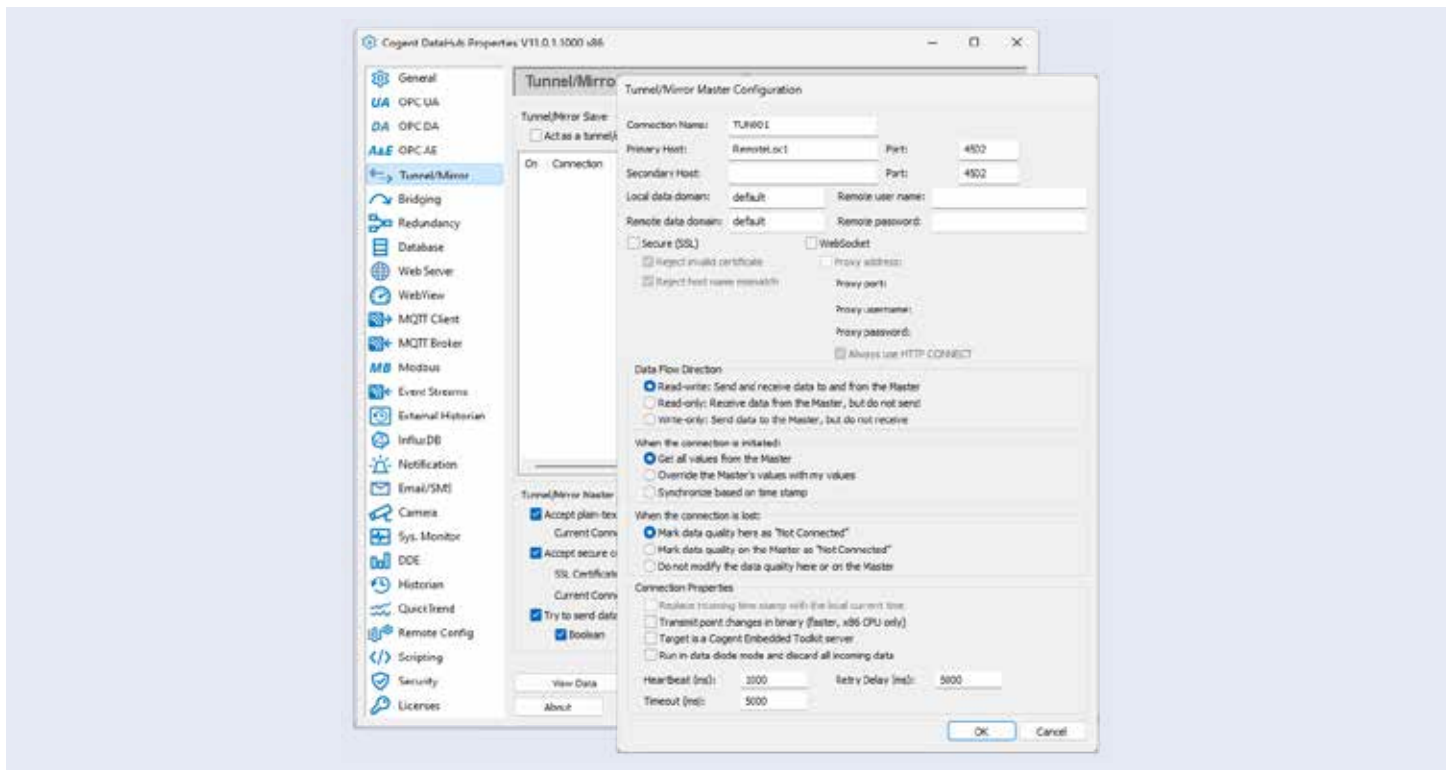 Cogent DataHub Properties V11.0.1.1000 x86
General
UA OPC UA
DA OPC DA
A&E OPC AE
Tunnel/Mirror
Bridging
Redundancy
Database
Web Server
WebView
MQTT Client
MQTT Broker
MB Modbus
Event Streams
External Historian
InfluxDB
Notification
Email/SMS
Camera
Sys. Monitor
DDE
Historian
QuickTrend
Remote Config
Scripting
Security
Licenses
Tunnel/Mirro
Tunnel/Mirror Slave
Act as a tunnel/
On Connection
Tunnel/Mirror Master
Accept plain-tex
Current Conn
Accept secure c
SSL Certificate
Current Conn
Try to send data
Boolean
View Data
About
Tunnel/Mirror Master Configuration
Connection Name: TUN001
Primary Host: RemoteLoc1 Port: 4502
Secondary Host: Port: 4502
Local data domain: default Remote user name:
Remote data domain: default Remote password:
Secure (SSL) WebSocket
Reject invalid certificate Proxy address:
Reject host name mismatch Proxy port:
Proxy username:
Proxy password:
Always use HTTP CONNECT
Data Flow Direction
Read-write: Send and receive data to and from the Master
Read-only: Receive data from the Master, but do not send
Write-only: Send data to the Master, but do not receive
When the connection is initiated:
Get all values from the Master
Override the Master's values with my values
Synchronize based on time stamp
When the connection is lost:
Mark data quality here as "Not Connected"
Mark data quality on the Master as "Not Connected"
Do not modify the data quality here or on the Master
Connection Properties
Replace incoming time stamp with the local current time
Transmit point changes in binary (faster, x86 CPU only)
Target is a Cogent Embedded Toolkit server
Run in data diode mode and discard all incoming data
Heartbeat (ms): 1000 Retry Delay (ms): 5000
Timeout (ms): 5000
OK Cancel